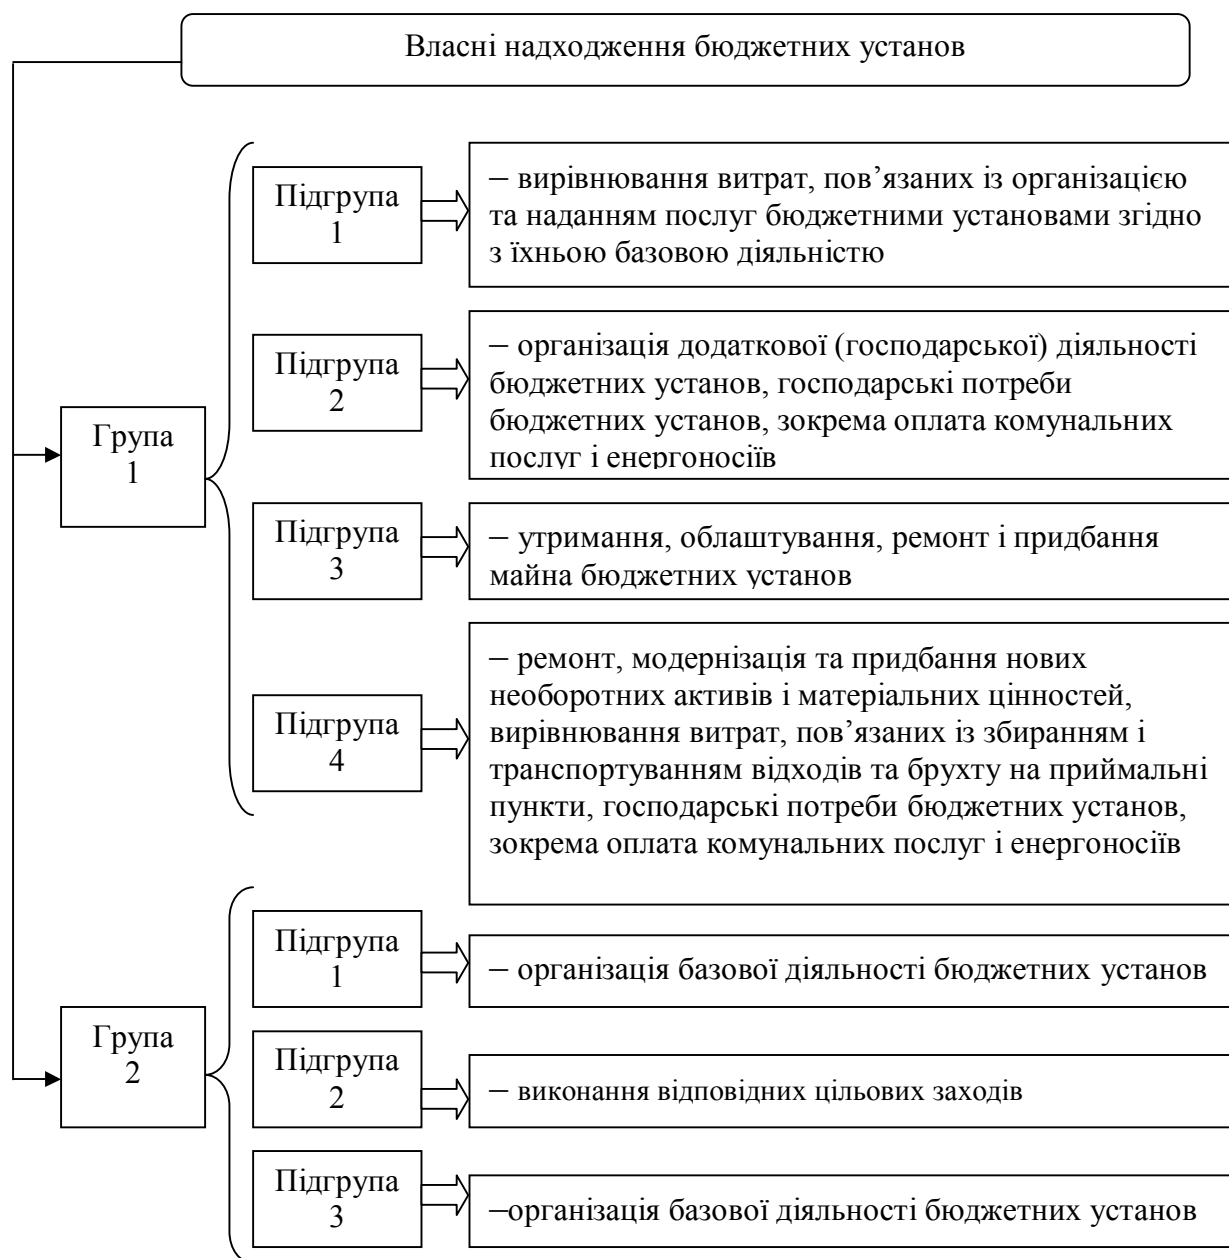 Власні надходження бюджетних установ
Підгрупа
1
– вирівнювання витрат, пов’язаних із організацією
та наданням послуг бюджетними установами згідно
з їхньою базовою діяльністю
Підгрупа
2
– організація додаткової (господарської) діяльності
бюджетних установ, господарські потреби
бюджетних установ, зокрема оплата комунальних
послуг і енергоносіїв
Група
1
Підгрупа
3
– утримання, облаштування, ремонт і придбання
майна бюджетних установ
Підгрупа
4
– ремонт, модернізація та придбання нових
необоротних активів і матеріальних цінностей,
вирівнювання витрат, пов’язаних із збиранням і
транспортуванням відходів та брухту на приймальні
пункти, господарські потреби бюджетних установ,
зокрема оплата комунальних послуг і енергоносіїв
Підгрупа
1
– організація базової діяльності бюджетних установ
Група
2
Підгрупа
2
– виконання відповідних цільових заходів
Підгрупа
3
–організація базової діяльності бюджетних установ